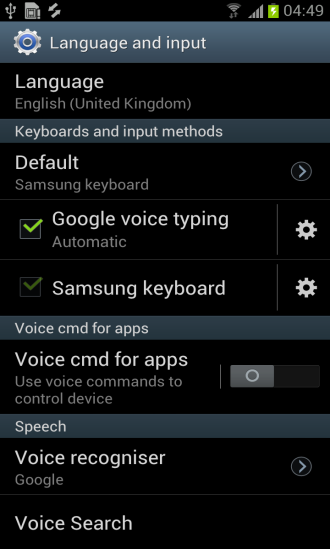 04:49
Language and input
Language
English (United Kingdom)
Keyboards and input methods
Default
Samsung keyboard
Google voice typing
Automatic
Samsung keyboard
Voice cmd for apps
Voice cmd for apps
Use voice commands to
control device
Speech
Voice recogniser
Google
Voice Search